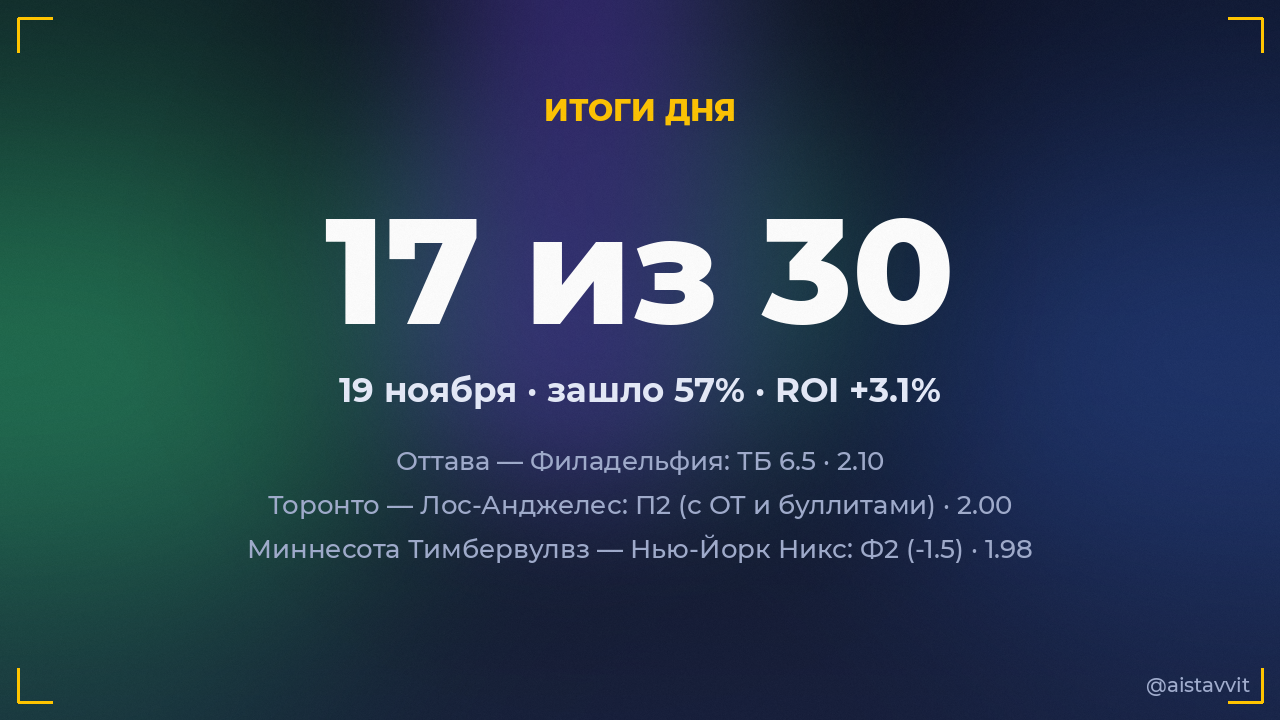 ИТОГИ ДНЯ
17 из 30
19 ноября · зашло 57% · ROI +3.1%
Оттава — Филадельфия: ТБ 6.5 · 2.10
Торонто — Лос-Анджелес: П2 (с ОТ и буллитами) · 2.00
Миннесота Тимбервулвз — Нью-Йорк Никс: Ф2 (-1.5) · 1.98
@aistavvit